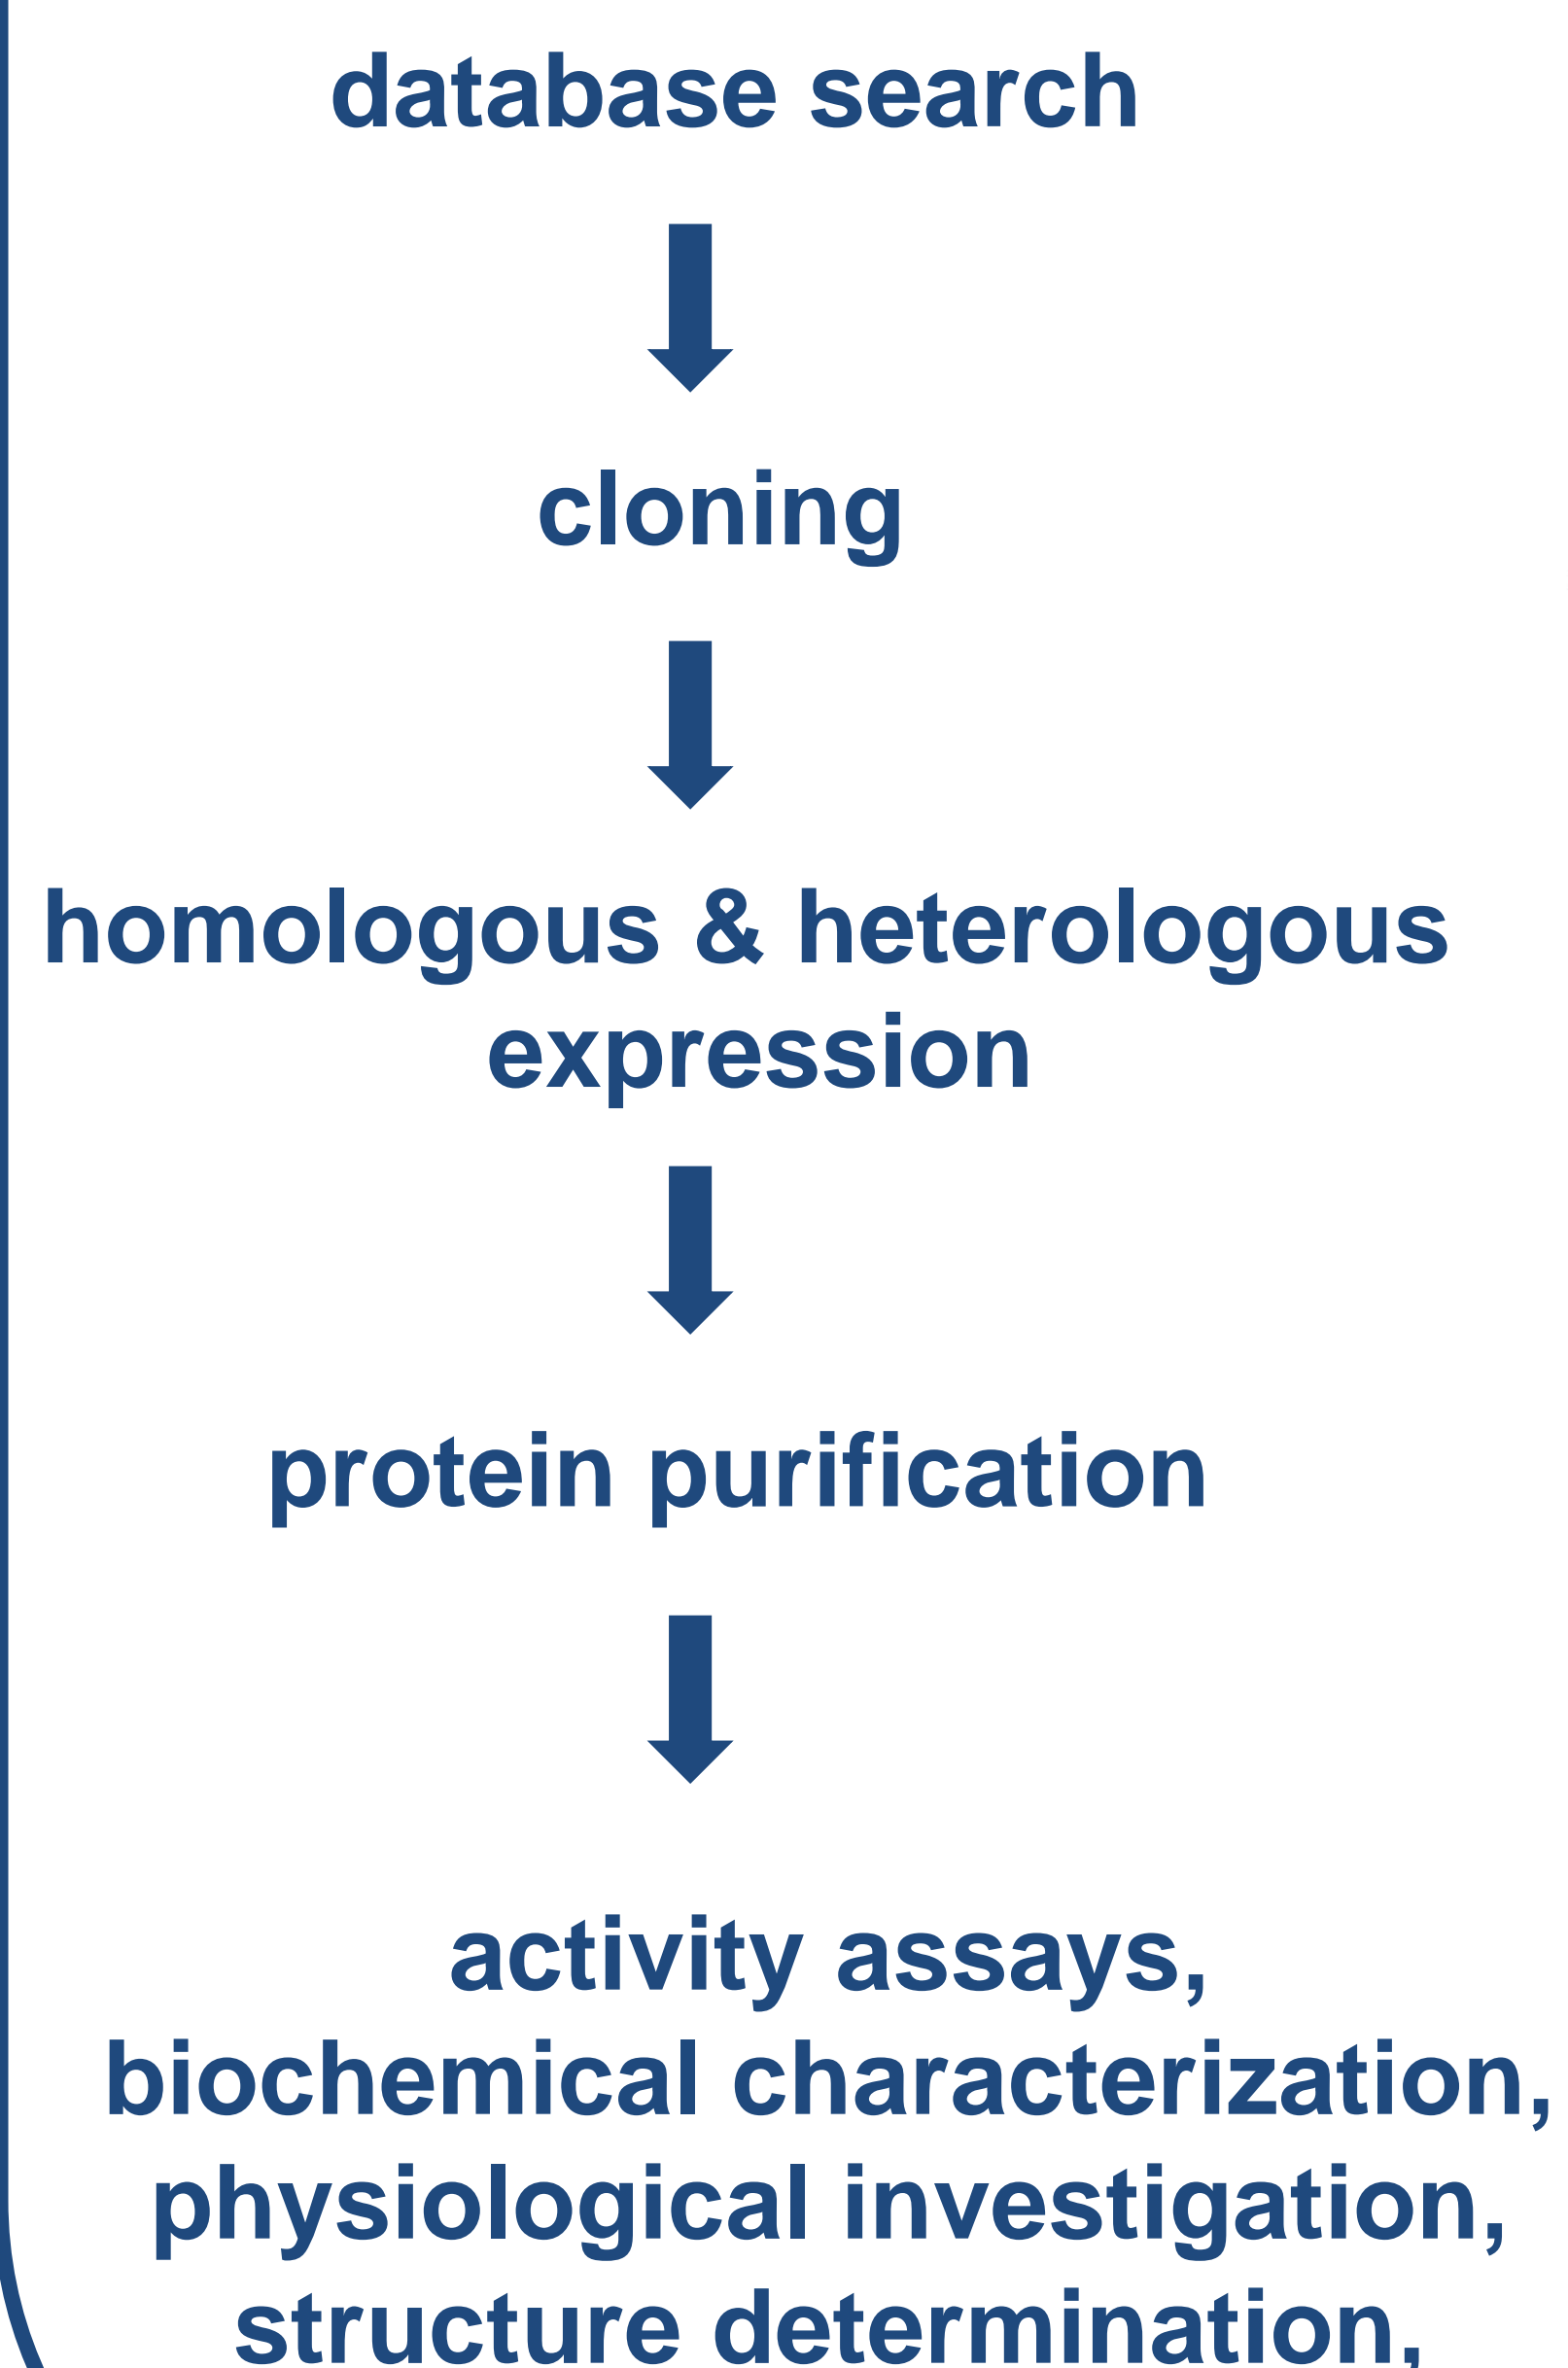 database search
cloning
homologous & heterologous
expression
protein purification
activity assays,
biochemical characterization,
physiological investigation,
structure determination,